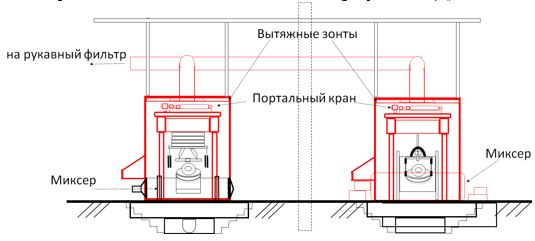 Вытяжные зонты
на рукавный фильтр
Портальный кран
Миксер
Миксер